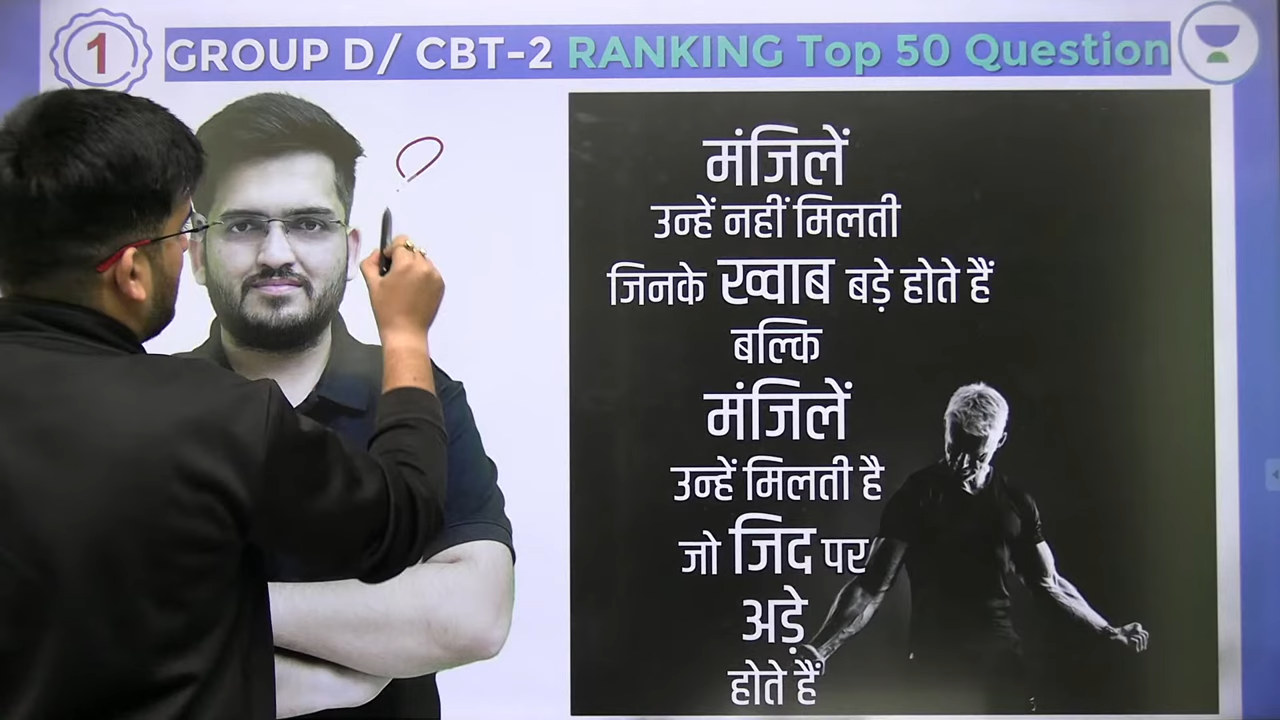 1
GROUP D/ CBT-2 RANKING Top 50 Question
मंजिलें
उन्हें नहीं मिलती
जिनके ख्वाब बड़े होते हैं
बल्कि
मंजिलें
उन्हें मिलती है
जो जिद पर
अड़े
होते हैं